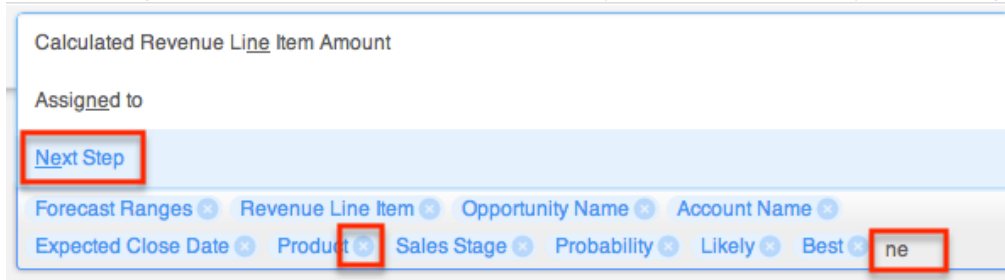 Calculated Revenue Line Item Amount
Assigned to
Next Step
Forecast Ranges Revenue Line Item Opportunity Name Account Name
Expected Close Date Product Sales Stage Probability Likely Best ne